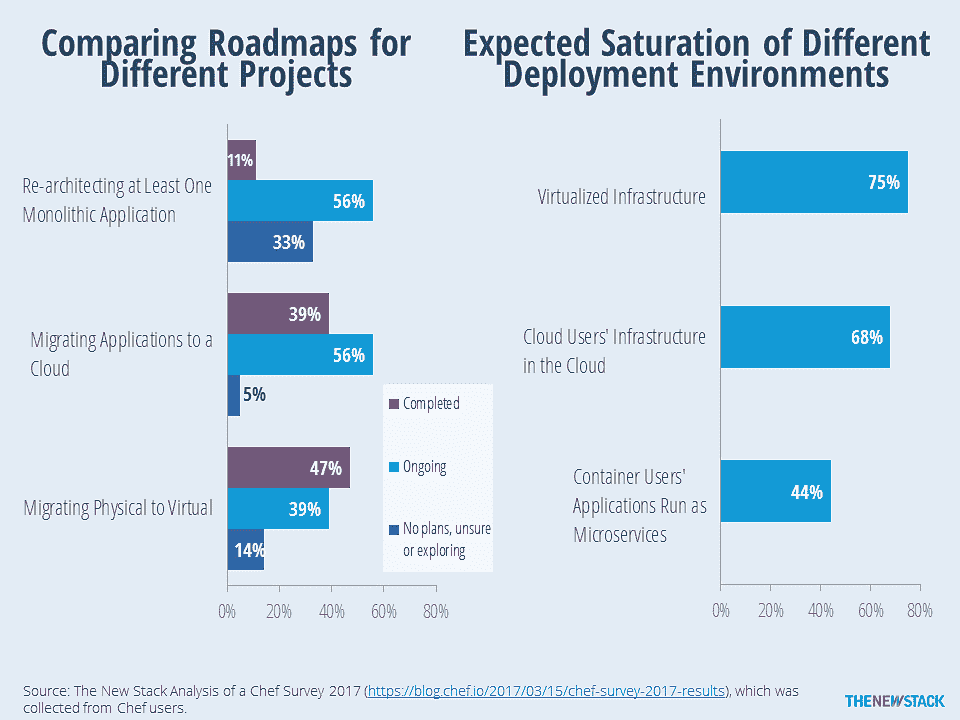 Comparing Roadmaps for
Different Projects
Expected Saturation of Different
Deployment Environments
Re-architecting at Least One
Monolithic Application
11%
56%
33%
Migrating Applications to a
Cloud
39%
56%
5%
Migrating Physical to Virtual
47%
39%
14%
Completed
Ongoing
No plans, unsure
or exploring
0%
20%
40%
60%
80%
Virtualized Infrastructure
75%
Cloud Users' Infrastructure
in the Cloud
68%
Container Users'
Applications Run as
Microservices
44%
0%
20%
40%
60%
80%
Source: The New Stack Analysis of a Chef Survey 2017 (https://blog.chef.io/2017/03/15/chef-survey-2017-results), which was
collected from Chef users.
THENEWSTACK